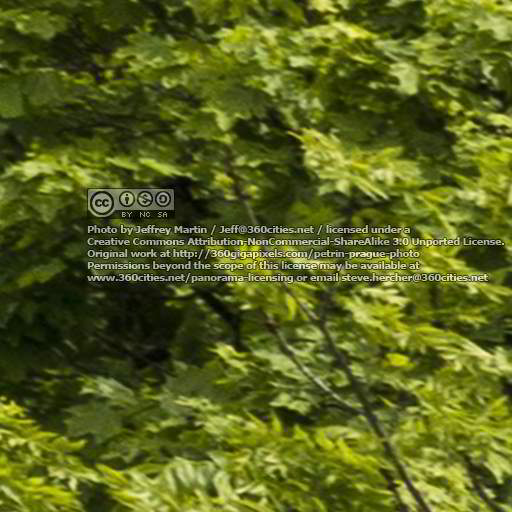 cc BY NC SA
Photo by Jeffrey Martin / Jeff@360cities.net / licensed under a
Creative Commons Attribution-NonCommercial-ShareAlike 3.0 Unported License.
Original work at http://360gigapixels.com/petrin-prague-photo
Permissions beyond the scope of this license may be available at
www.360cities.net/panorama-licensing or email steve.hercher@360cities.net